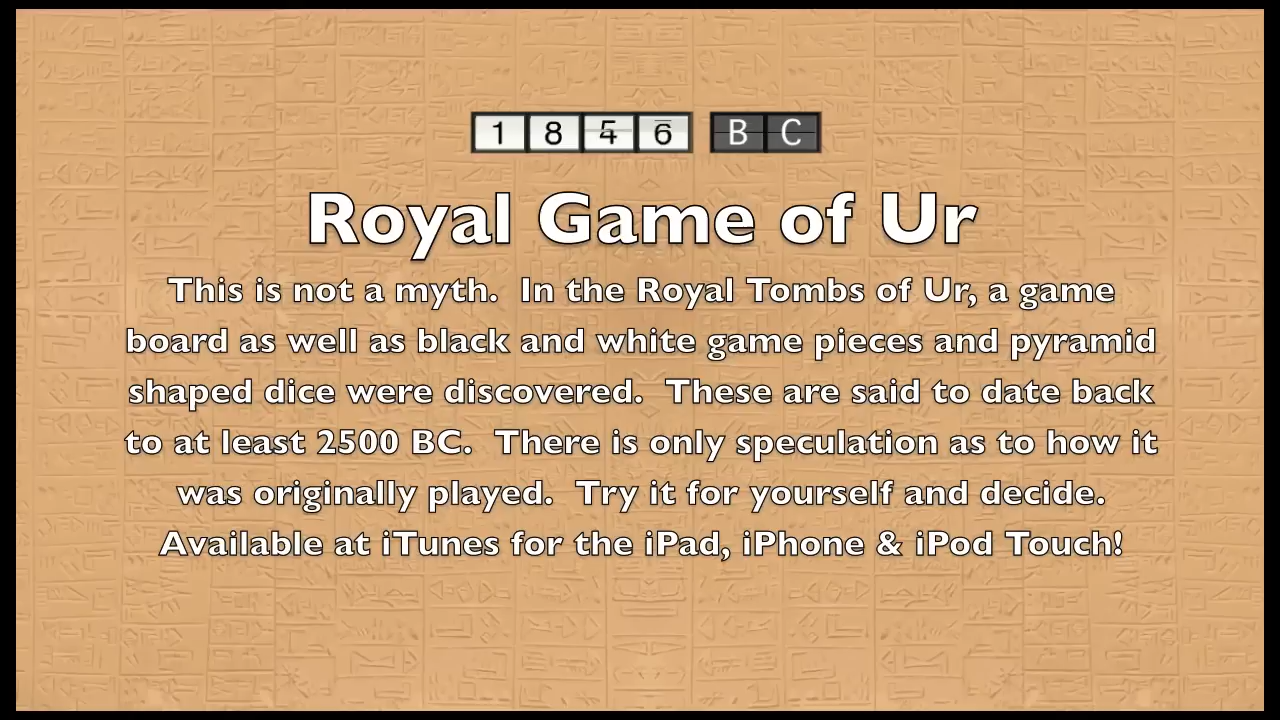 18 6 BC
Royal Game of Ur
This is not a myth.  In the Royal Tombs of Ur, a game
board as well as black and white game pieces and pyramid
shaped dice were discovered.  These are said to date back
to at least 2500 BC.  There is only speculation as to how it
was originally played.  Try it for yourself and decide.
Available at iTunes for the iPad, iPhone & iPod Touch!